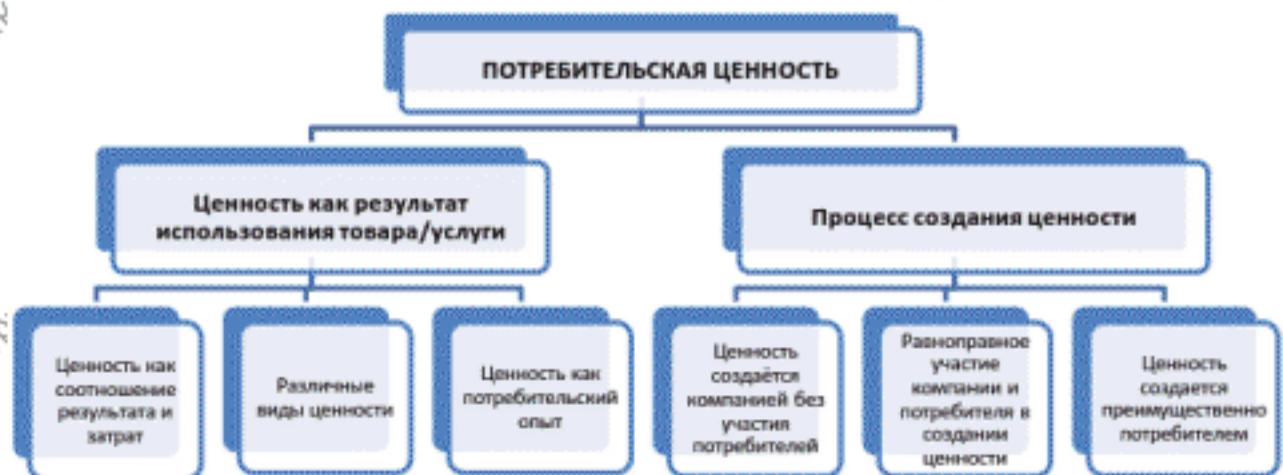 ПОТРЕБИТЕЛЬСКАЯ ЦЕННОСТЬ
Ценность как результат
использования товара/услуги
Процесс создания ценности
Ценность как
соотношение
результата и
затрат
Различные
виды ценности
Ценность как
потребительский
опыт
Ценность
создаётся
компанией без
участия
потребителей
Равноправное
участие
компании и
потребителя в
создании
ценности
Ценность
создается
преимущественно
потребителем